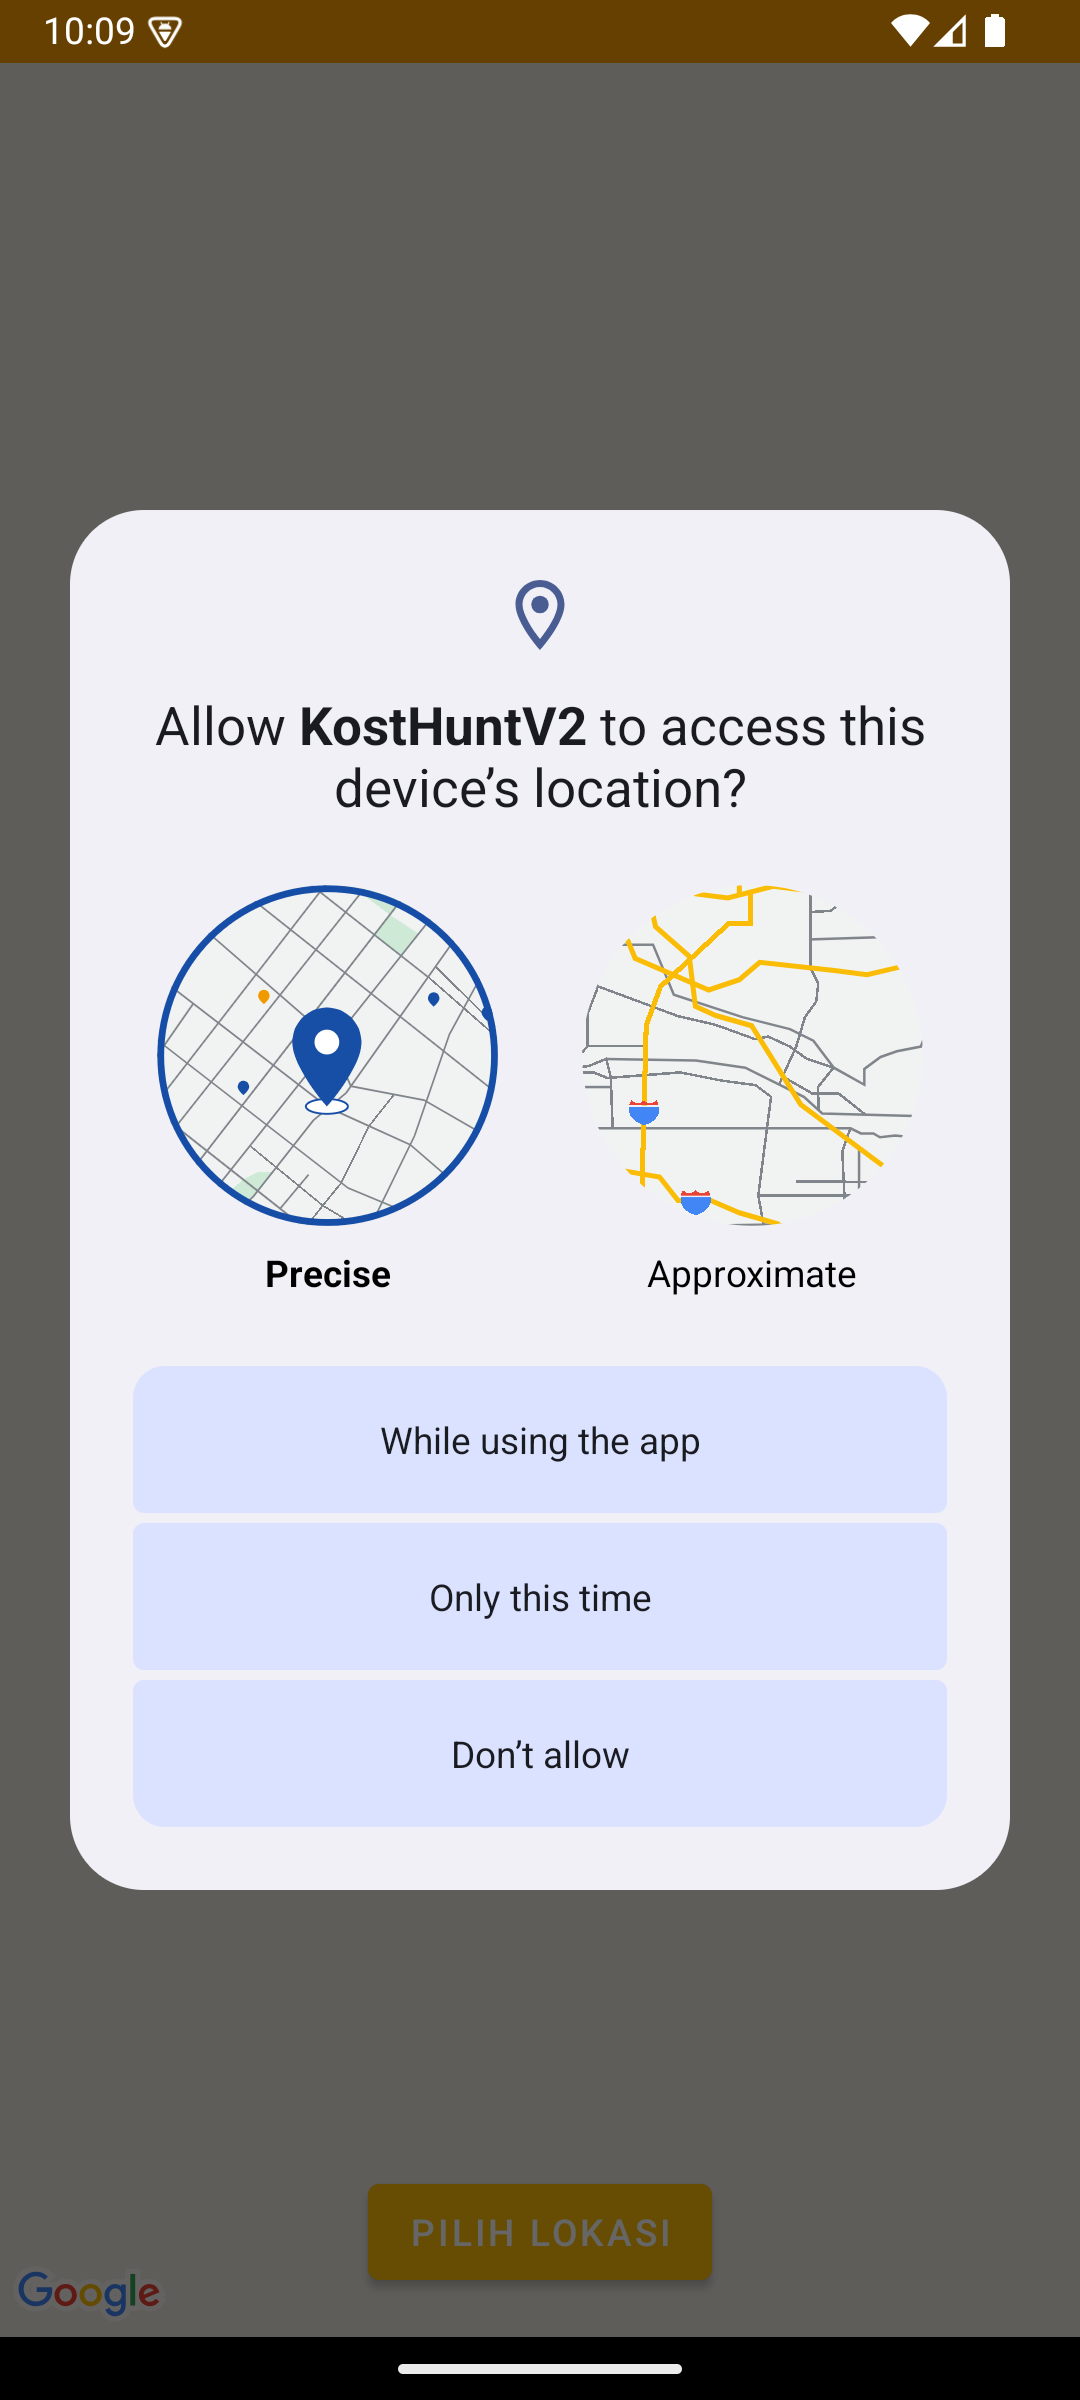 10:09
Allow KostHuntV2 to access this
device’s location?
Precise
Approximate
While using the app
Only this time
Don’t allow
PILIH LOKASI
Google